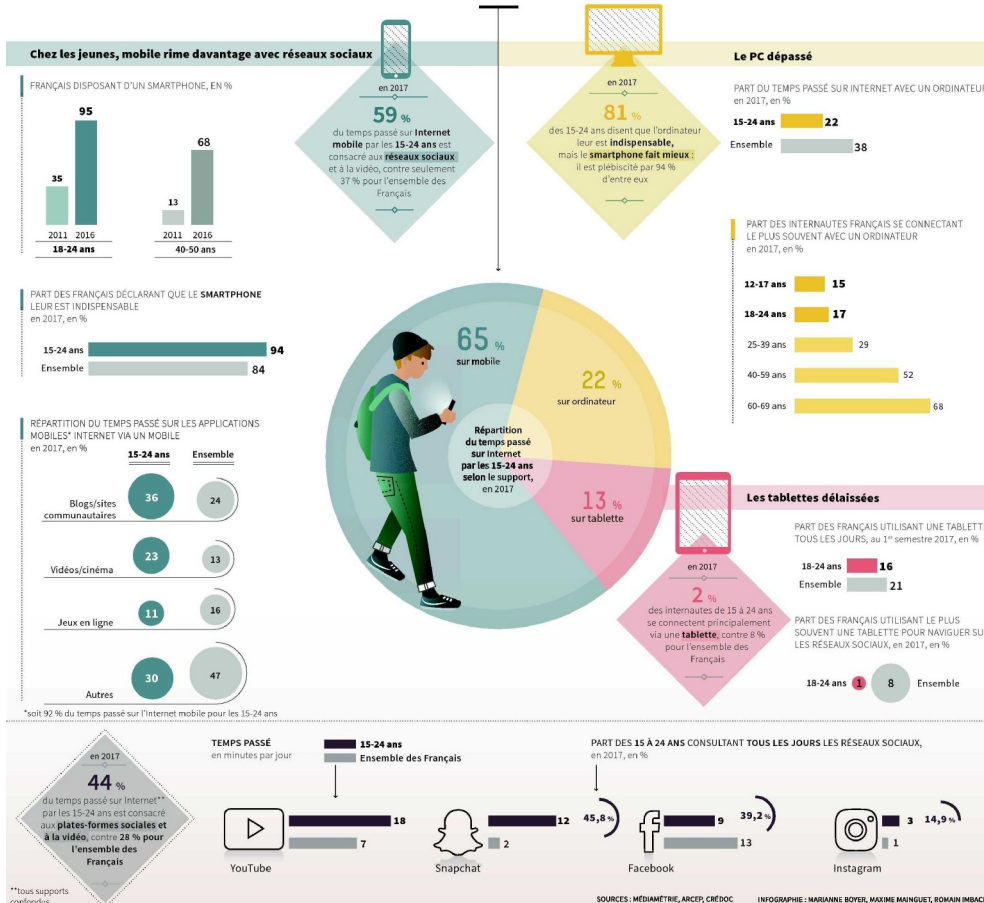 Chez les jeunes, mobile rime davantage avec réseaux sociaux
FRANÇAIS DISPOSANT D'UN SMARTPHONE, EN %
95
68
35
13
2011 2016
2011 2016
18-24 ans
40-50 ans
en 2017
59 %
du temps passé sur Internet
mobile par les 15-24 ans est
consacré aux réseaux sociaux
et à la vidéo, contre seulement
37 % pour l'ensemble des
Français
PART DES FRANÇAIS DÉCLARANT QUE LE SMARTPHONE
LEUR EST INDISPENSABLE
en 2017, en %
15-24 ans 94
Ensemble 84
RÉPARTITION DU TEMPS PASSÉ SUR LES APPLICATIONS
MOBILES* INTERNET VIA UN MOBILE
en 2017, en %
15-24 ans Ensemble
Blogs/sites
communautaires
36 24
Vidéos/cinéma 23 13
Jeux en ligne 11 16
Autres 30 47
*soit 92 % du temps passé sur l'Internet mobile pour les 15-24 ans
en 2017
81 %
des 15-24 ans disent que l'ordinateur
leur est indispensable,
mais le smartphone fait mieux :
il est plébiscité par 94 %
d'entre eux
Le PC dépassé
PART DU TEMPS PASSÉ SUR INTERNET AVEC UN ORDINATEUR
en 2017, en %
15-24 ans 22
Ensemble 38
PART DES INTERNAUTES FRANÇAIS SE CONNECTANT
LE PLUS SOUVENT AVEC UN ORDINATEUR
en 2017, en %
12-17 ans 15
18-24 ans 17
25-39 ans 29
40-59 ans 52
60-69 ans 68
65 %
sur mobile
22 %
sur ordinateur
13 %
sur tablette
Répartition
du temps passé
sur Internet
par les 15-24 ans
selon le support,
en 2017
Les tablettes délaissées
en 2017
2 %
des internautes de 15 à 24 ans
se connectent principalement
via une tablette, contre 8 %
pour l'ensemble des
Français
PART DES FRANÇAIS UTILISANT UNE TABLETTE
TOUS LES JOURS, au 1er semestre 2017, en %
18-24 ans 16
Ensemble 21
PART DES FRANÇAIS UTILISANT LE PLUS
SOUVENT UNE TABLETTE POUR NAVIGUER
LES RÉSEAUX SOCIAUX, en 2017, en %
18-24 ans 1 8 Ensemble
en 2017
44 %
du temps passé sur Internet**
par les 15-24 ans est consacré
aux plates-formes sociales et
à la vidéo, contre 28 % pour
l'ensemble des
Français
**tous supports
confondus
TEMPS PASSÉ
en minutes par jour
15-24 ans
Ensemble des Français
PART DES 15 À 24 ANS CONSULTANT TOUS LES JOURS LES RÉSEAUX SOCIAUX,
en 2017, en %
18
7
YouTube
12
2
45,8 %
Snapchat
9
13
39,2 %
Facebook
3
1
14,9 %
Instagram
SOURCES : MÉDIAMÉTRIE, ARCEP, CRÉDOC
INFOGRAPHIE : MARIANNE BOYER, MAXIME MAINGUET, ROMAIN